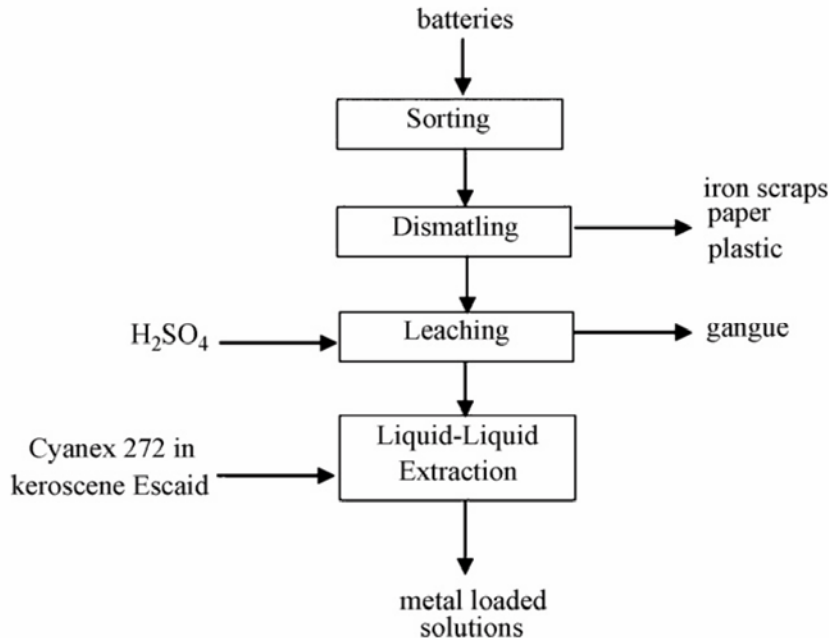 batteries
Sorting
Dismatling
iron scraps
paper
plastic
H₂SO₄
Leaching
gangue
Cyanex 272 in
keroscene Escaid
Liquid-Liquid
Extraction
metal loaded
solutions